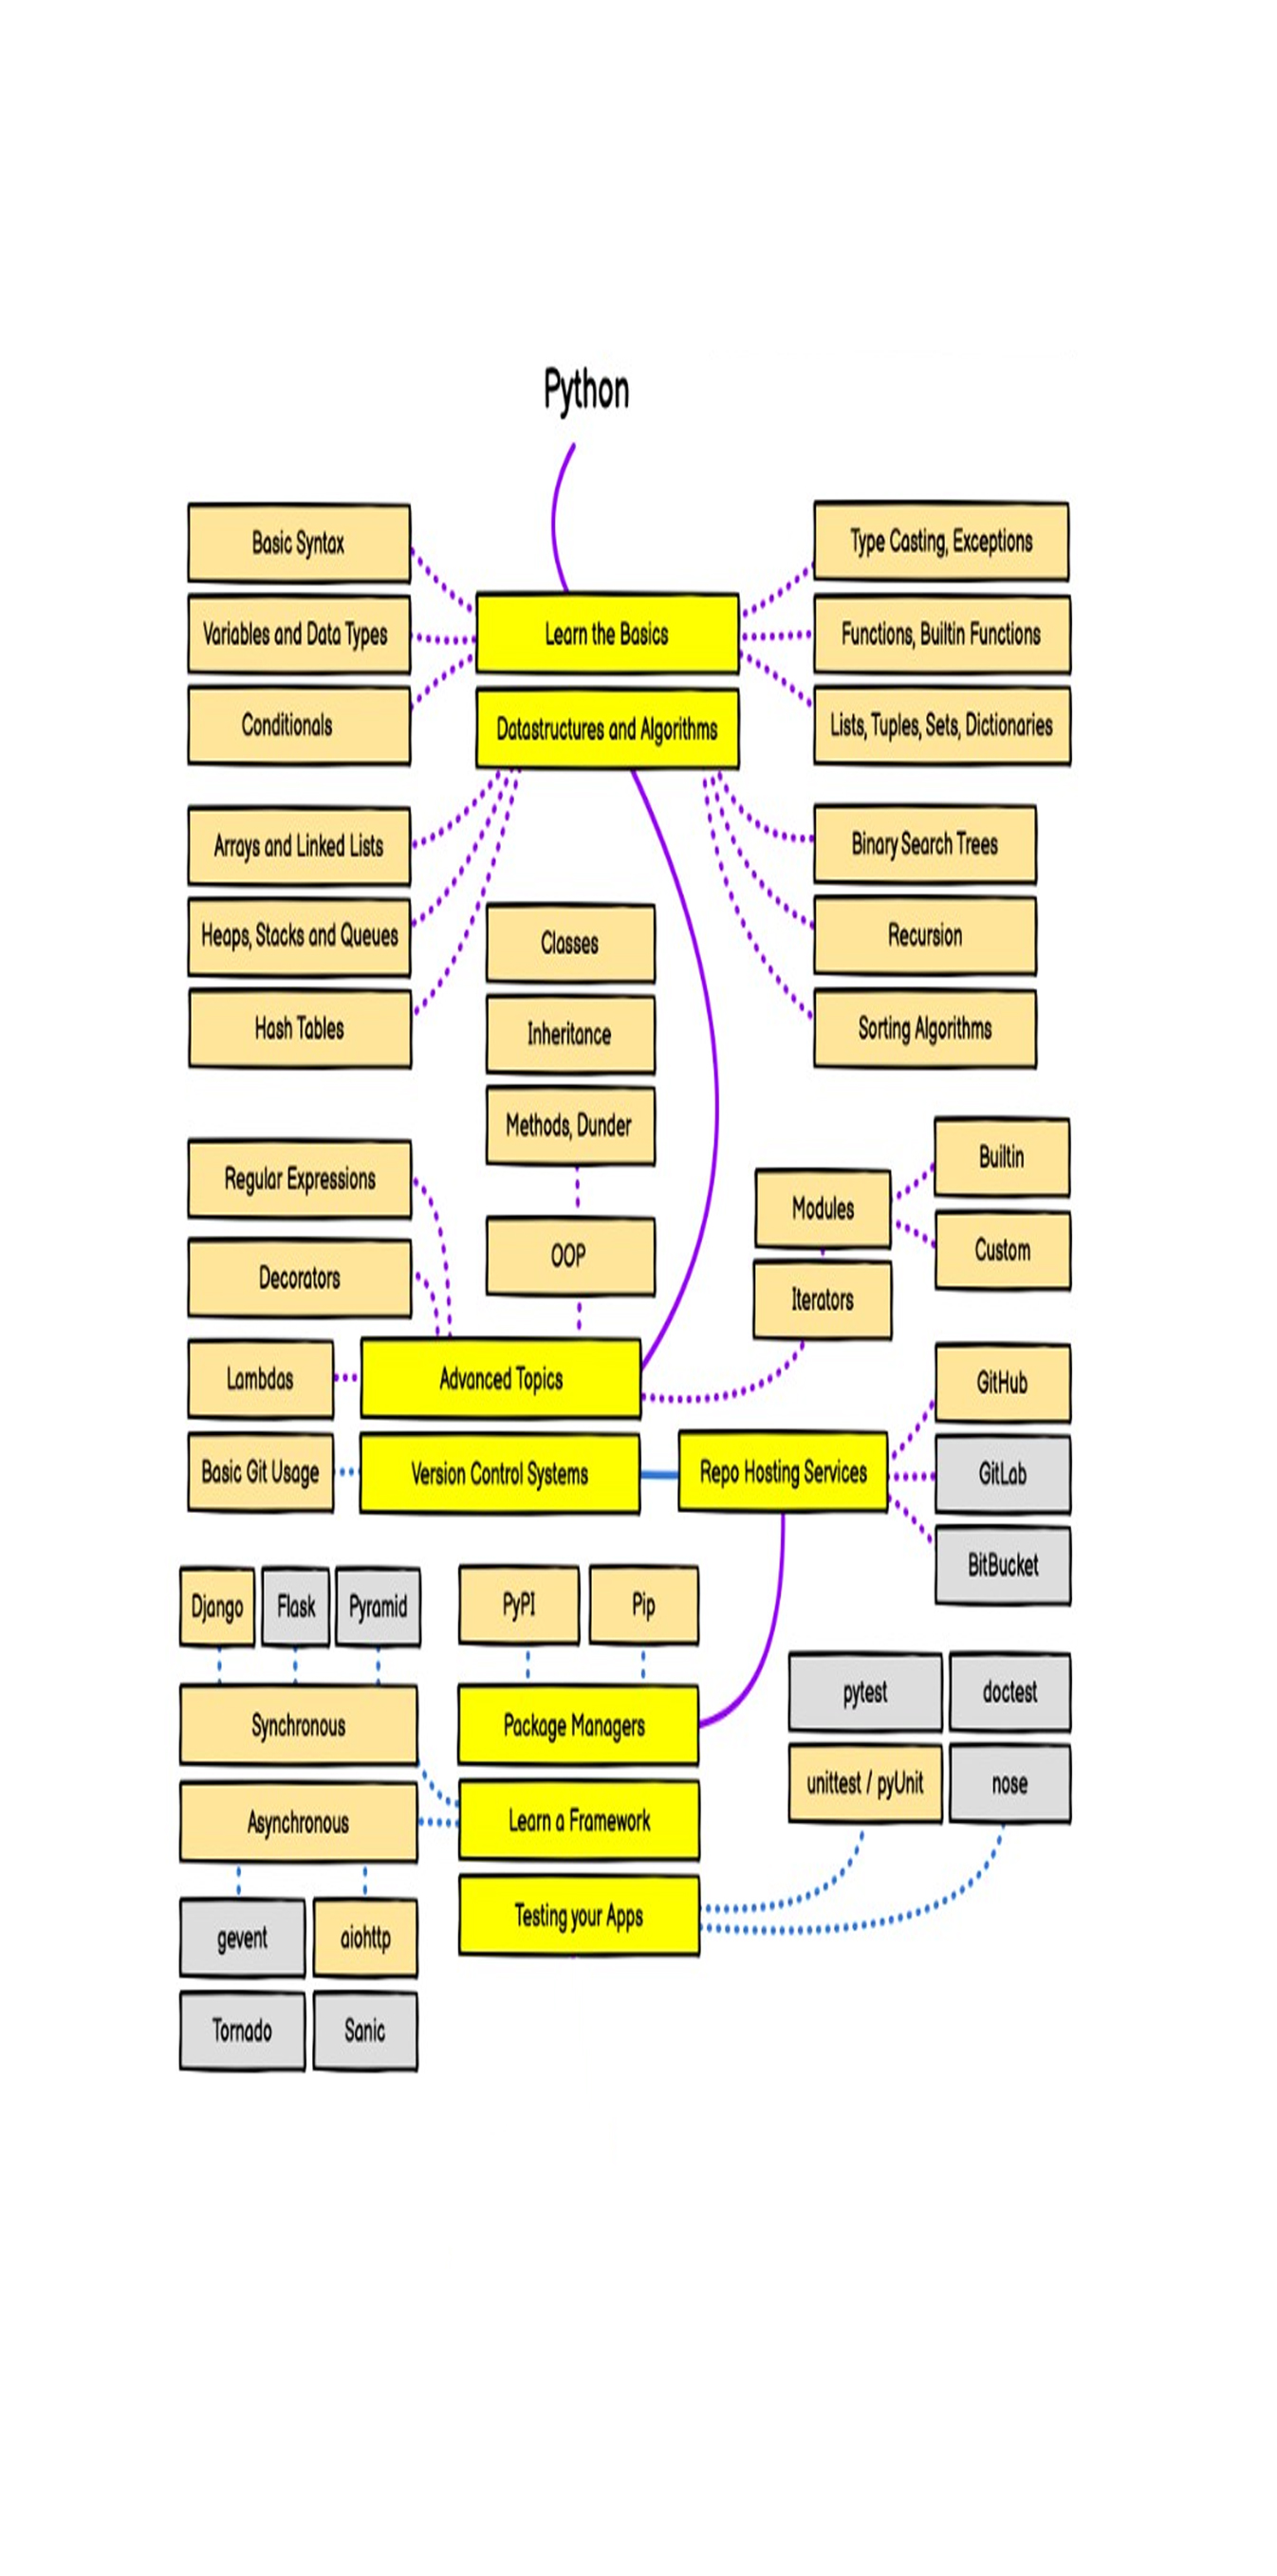 Python
Basic Syntax
Type Casting, Exceptions
Variables and Data Types
Learn the Basics
Functions, Builtin Functions
Conditionals
Datastructures and Algorithms
Lists, Tuples, Sets, Dictionaries
Arrays and Linked Lists
Binary Search Trees
Heaps, Stacks and Queues
Classes
Recursion
Hash Tables
Inheritance
Sorting Algorithms
Methods, Dunder
Regular Expressions
Builtin
Modules
Decorators
OOP
Custom
Iterators
Lambdas
Advanced Topics
GitHub
Basic Git Usage
Version Control Systems
Repo Hosting Services
GitLab
BitBucket
Django
Flask
Pyramid
PyPI
Pip
pytest
doctest
Synchronous
Package Managers
unittest / pyUnit
nose
Asynchronous
Learn a Framework
gevent
aiohttp
Testing your Apps
Tornado
Sanic